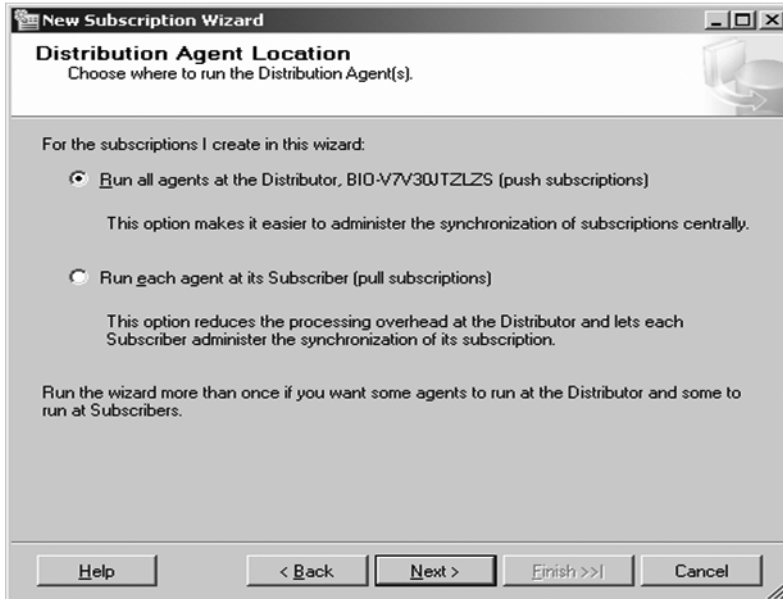 New Subscription Wizard
Distribution Agent Location
Choose where to run the Distribution Agent(s).
For the subscriptions I create in this wizard:
Run all agents at the Distributor, BIO-V7V30JTZLZS (push subscriptions)
This option makes it easier to administer the synchronization of subscriptions centrally.
Run each agent at its Subscriber (pull subscriptions)
This option reduces the processing overhead at the Distributor and lets each
Subscriber administer the synchronization of its subscription.
Run the wizard more than once if you want some agents to run at the Distributor and some to
run at Subscribers.
Help
< Back
Next >
Finish >>|
Cancel